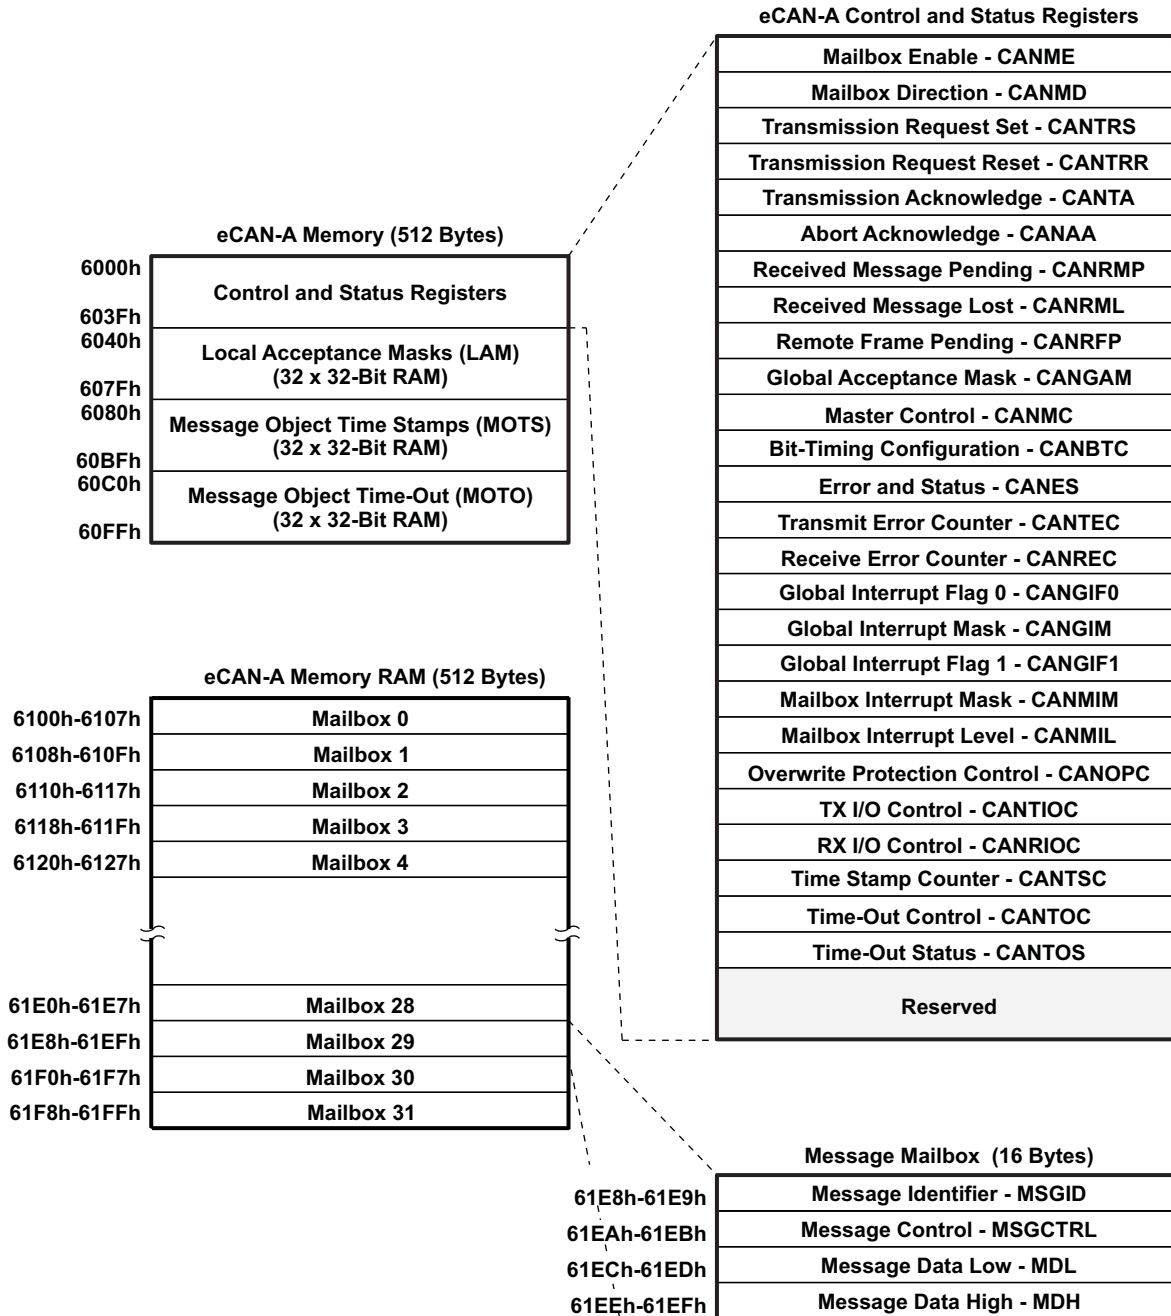 eCAN-A Control and Status Registers
Mailbox Enable - CANME
Mailbox Direction - CANMD
Transmission Request Set - CANTRS
Transmission Request Reset - CANTRR
Transmission Acknowledge - CANTA
Abort Acknowledge - CANAA
Received Message Pending - CANRMP
Received Message Lost - CANRML
Remote Frame Pending - CANRFP
Global Acceptance Mask - CANGAM
Master Control - CANMC
Bit-Timing Configuration - CANBTC
Error and Status - CANES
Transmit Error Counter - CANTEC
Receive Error Counter - CANREC
Global Interrupt Flag 0 - CANGIF0
Global Interrupt Mask - CANGIM
Global Interrupt Flag 1 - CANGIF1
Mailbox Interrupt Mask - CANMIM
Mailbox Interrupt Level - CANMIL
Overwrite Protection Control - CANOPC
TX I/O Control - CANTIOC
RX I/O Control - CANRIOC
Time Stamp Counter - CANTSC
Time-Out Control - CANTOC
Time-Out Status - CANTOS
Reserved
eCAN-A Memory (512 Bytes)
6000h
Control and Status Registers
603Fh
6040h
Local Acceptance Masks (LAM)
(32 x 32-Bit RAM)
607Fh
6080h
Message Object Time Stamps (MOTS)
(32 x 32-Bit RAM)
60BFh
60C0h
Message Object Time-Out (MOTO)
(32 x 32-Bit RAM)
60FFh
eCAN-A Memory RAM (512 Bytes)
6100h-6107h Mailbox 0
6108h-610Fh Mailbox 1
6110h-6117h Mailbox 2
6118h-611Fh Mailbox 3
6120h-6127h Mailbox 4
61E0h-61E7h Mailbox 28
61E8h-61EFh Mailbox 29
61F0h-61F7h Mailbox 30
61F8h-61FFh Mailbox 31
Message Mailbox (16 Bytes)
61E8h-61E9h Message Identifier - MSGID
61EAh-61EBh Message Control - MSGCTRL
61ECh-61EDh Message Data Low - MDL
61EEh-61EFh Message Data High - MDH